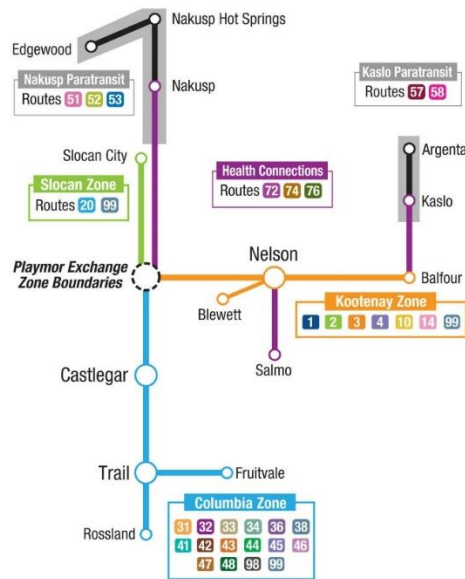 Nakusp Hot Springs
Edgewood
Nakusp Paratransit
Routes 51 52 53
Nakusp
Kaslo Paratransit
Routes 57 58
Slocan City
Argenta
Slocan Zone
Routes 20 99
Health Connections
Routes 72 74 76
Kaslo
Nelson
Playmor Exchange
Zone Boundaries
Balfour
Blewett
Kootenay Zone
1 2 3 4 10 14 99
Salmo
Castlegar
Trail
Fruitvale
Rossland
Columbia Zone
31 32 33 34 36 38
41 42 43 44 45 46
47 48 98 99